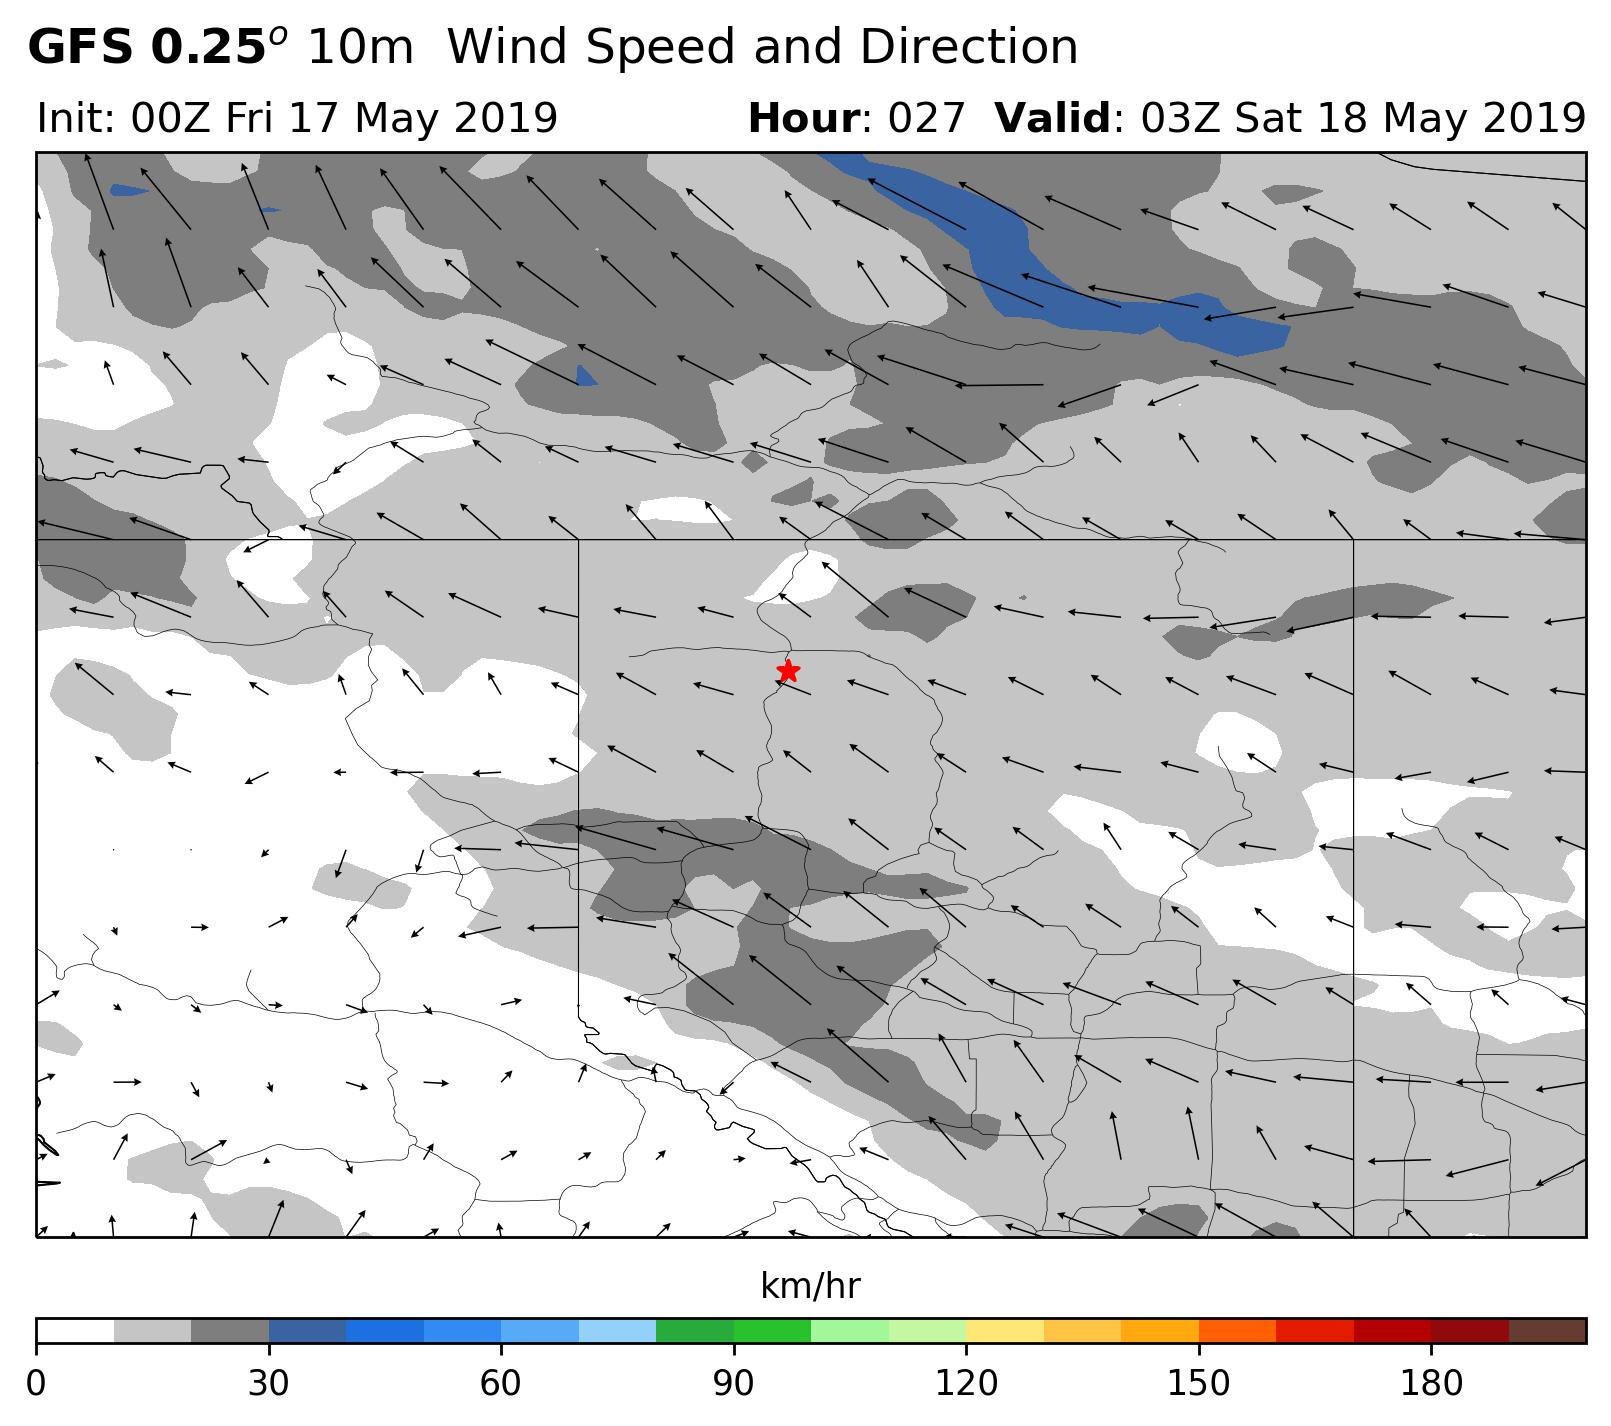 GFS 0.25° 10m Wind Speed and Direction
Init: 00Z Fri 17 May 2019 Hour: 027 Valid: 03Z Sat 18 May 2019
km/hr
0 30 60 90 120 150 180